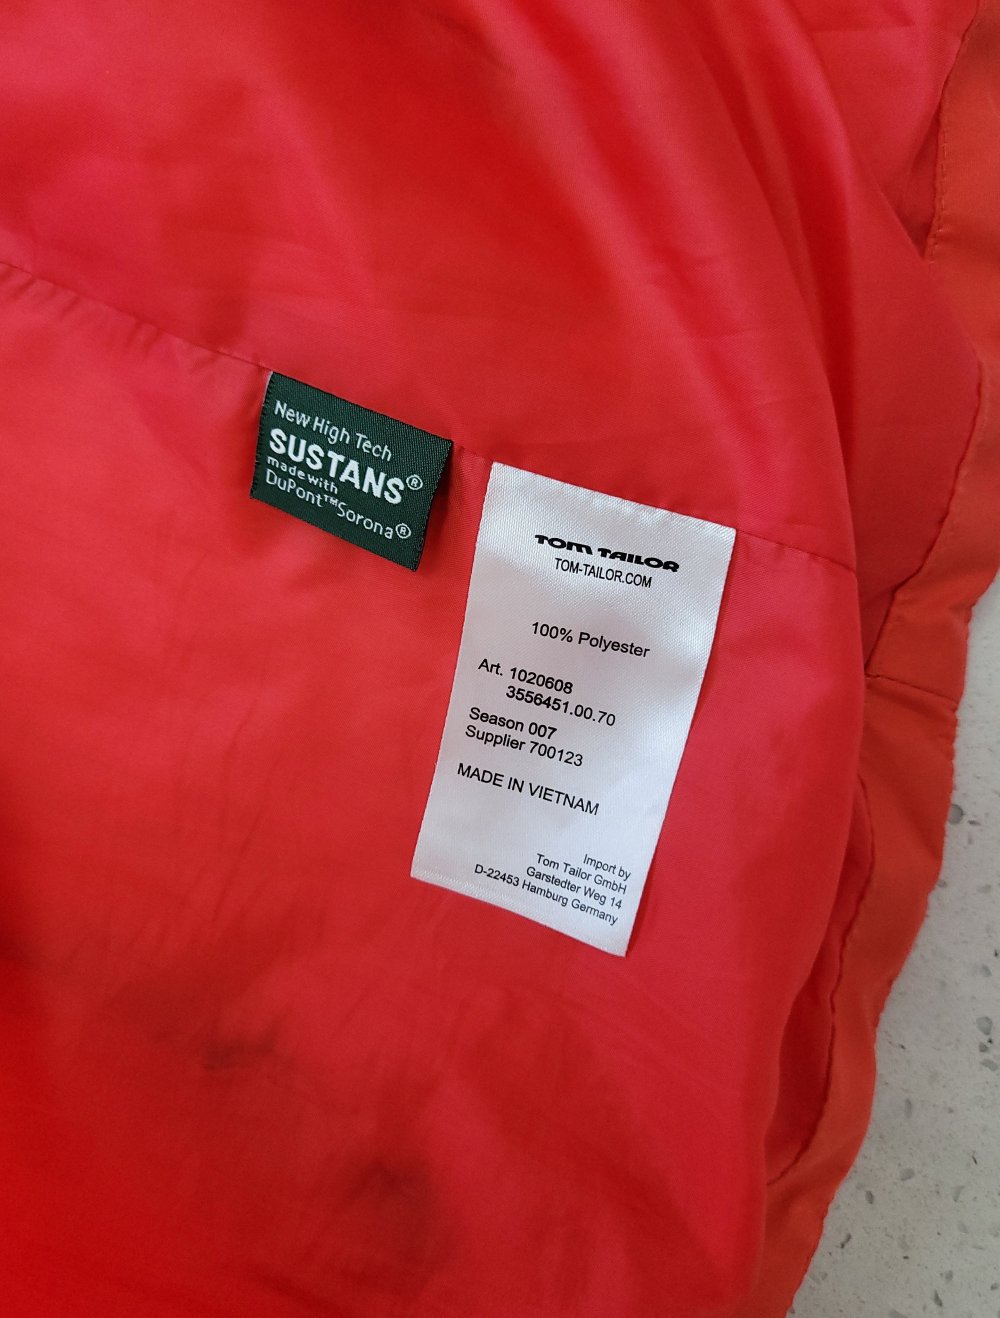 New High Tech
SUSTANS®
made with
DuPont™Sorona®
TOM TAILOR
TOM-TAILOR.COM
100% Polyester
Art. 1020608
3556451.00.70
Season 007
Supplier 700123
MADE IN VIETNAM
Import by
Tom Tailor GmbH
Garstedter Weg 14
D-22453 Hamburg Germany